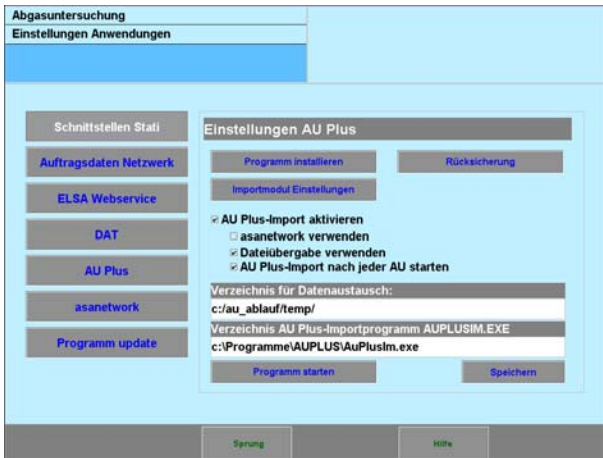 Abgasuntersuchung
Einstellungen Anwendungen
Schnittstellen Stati
Auftragsdaten Netzwerk
ELSA Webservice
DAT
AU Plus
asanetwork
Programm update
Einstellungen AU Plus
Programm installieren
Rücksicherung
Importmodul Einstellungen
AU Plus-Import aktivieren
asanetwork verwenden
Dateiübergabe verwenden
AU Plus-Import nach jeder AU starten
Verzeichnis für Datenaustausch:
c:/au_ablauf/temp/
Verzeichnis AU Plus-Importprogramm AUPLUSIM.EXE
c:\Programme\AUPLUS\AuPlusIm.exe
Programm starten
Speichern
Sprung
Hilfe